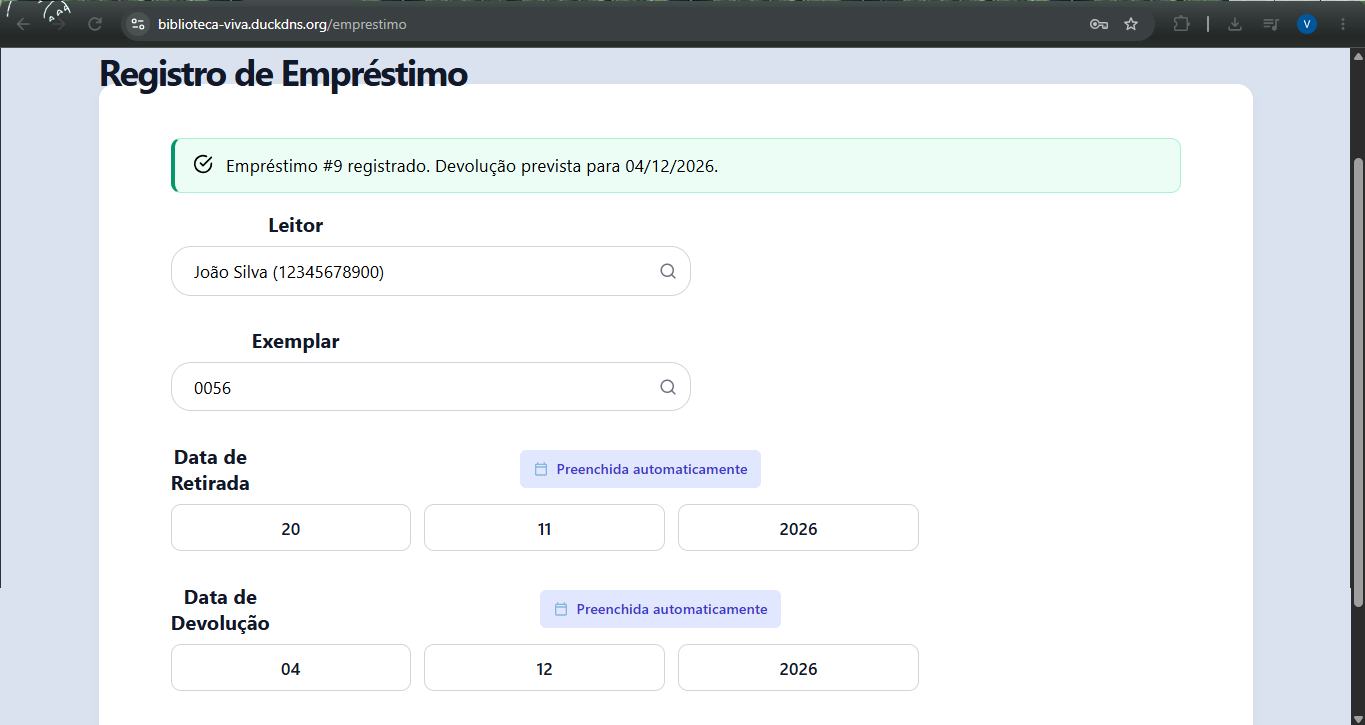 biblioteca-viva.duckdns.org/emprestimo
V
Registro de Empréstimo
Empréstimo #9 registrado. Devolução prevista para 04/12/2026.
Leitor
João Silva (12345678900)
Exemplar
0056
Data de
Retirada
Preenchida automaticamente
20 11 2026
Data de
Devolução
Preenchida automaticamente
04 12 2026